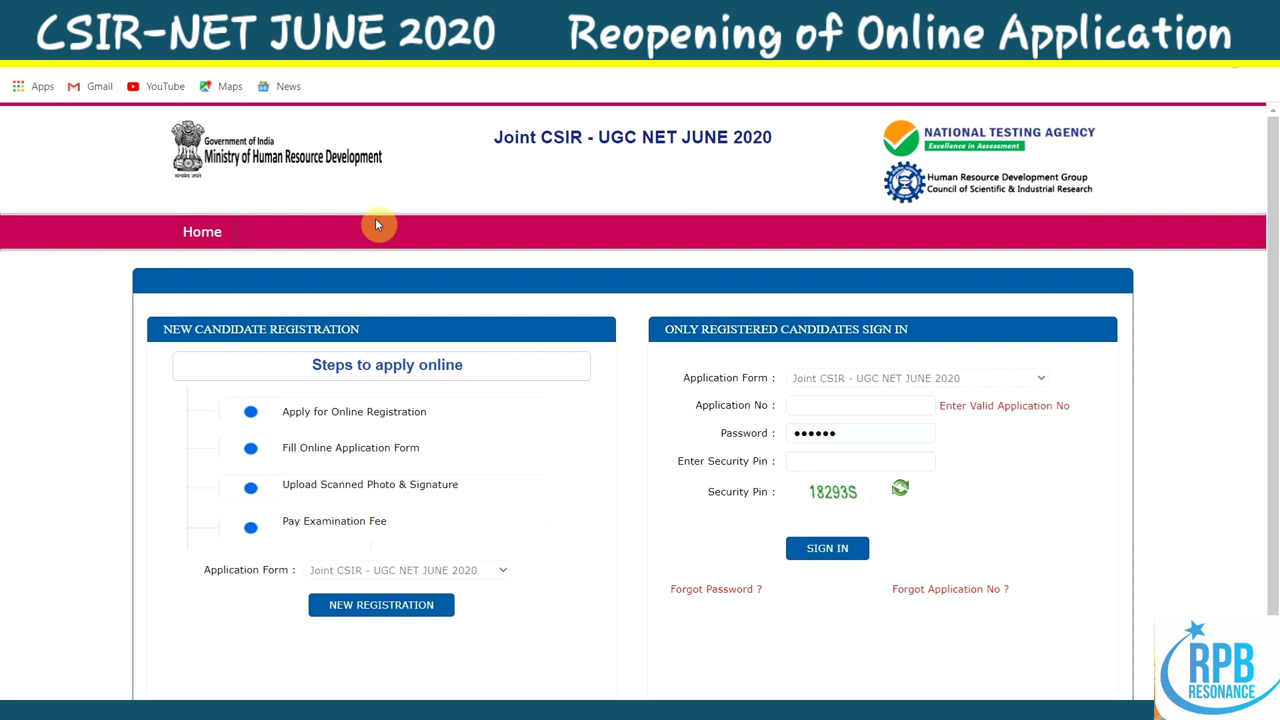 CSIR-NET JUNE 2020 Reopening of Online Application
Apps Gmail YouTube Maps News
Government of India
Ministry of Human Resource Development
सत्यमेव जयते
Joint CSIR - UGC NET JUNE 2020
NATIONAL TESTING AGENCY
Excellence in Assessment
Human Resource Development Group
Council of Scientific & Industrial Research
Home
NEW CANDIDATE REGISTRATION
Steps to apply online
Apply for Online Registration
Fill Online Application Form
Upload Scanned Photo & Signature
Pay Examination Fee
Application Form : Joint CSIR - UGC NET JUNE 2020
NEW REGISTRATION
ONLY REGISTERED CANDIDATES SIGN IN
Application Form : Joint CSIR - UGC NET JUNE 2020
Application No : Enter Valid Application No
Password : ••••••
Enter Security Pin :
Security Pin : 18293S
SIGN IN
Forgot Password ? Forgot Application No ?
RPB
RESONANCE